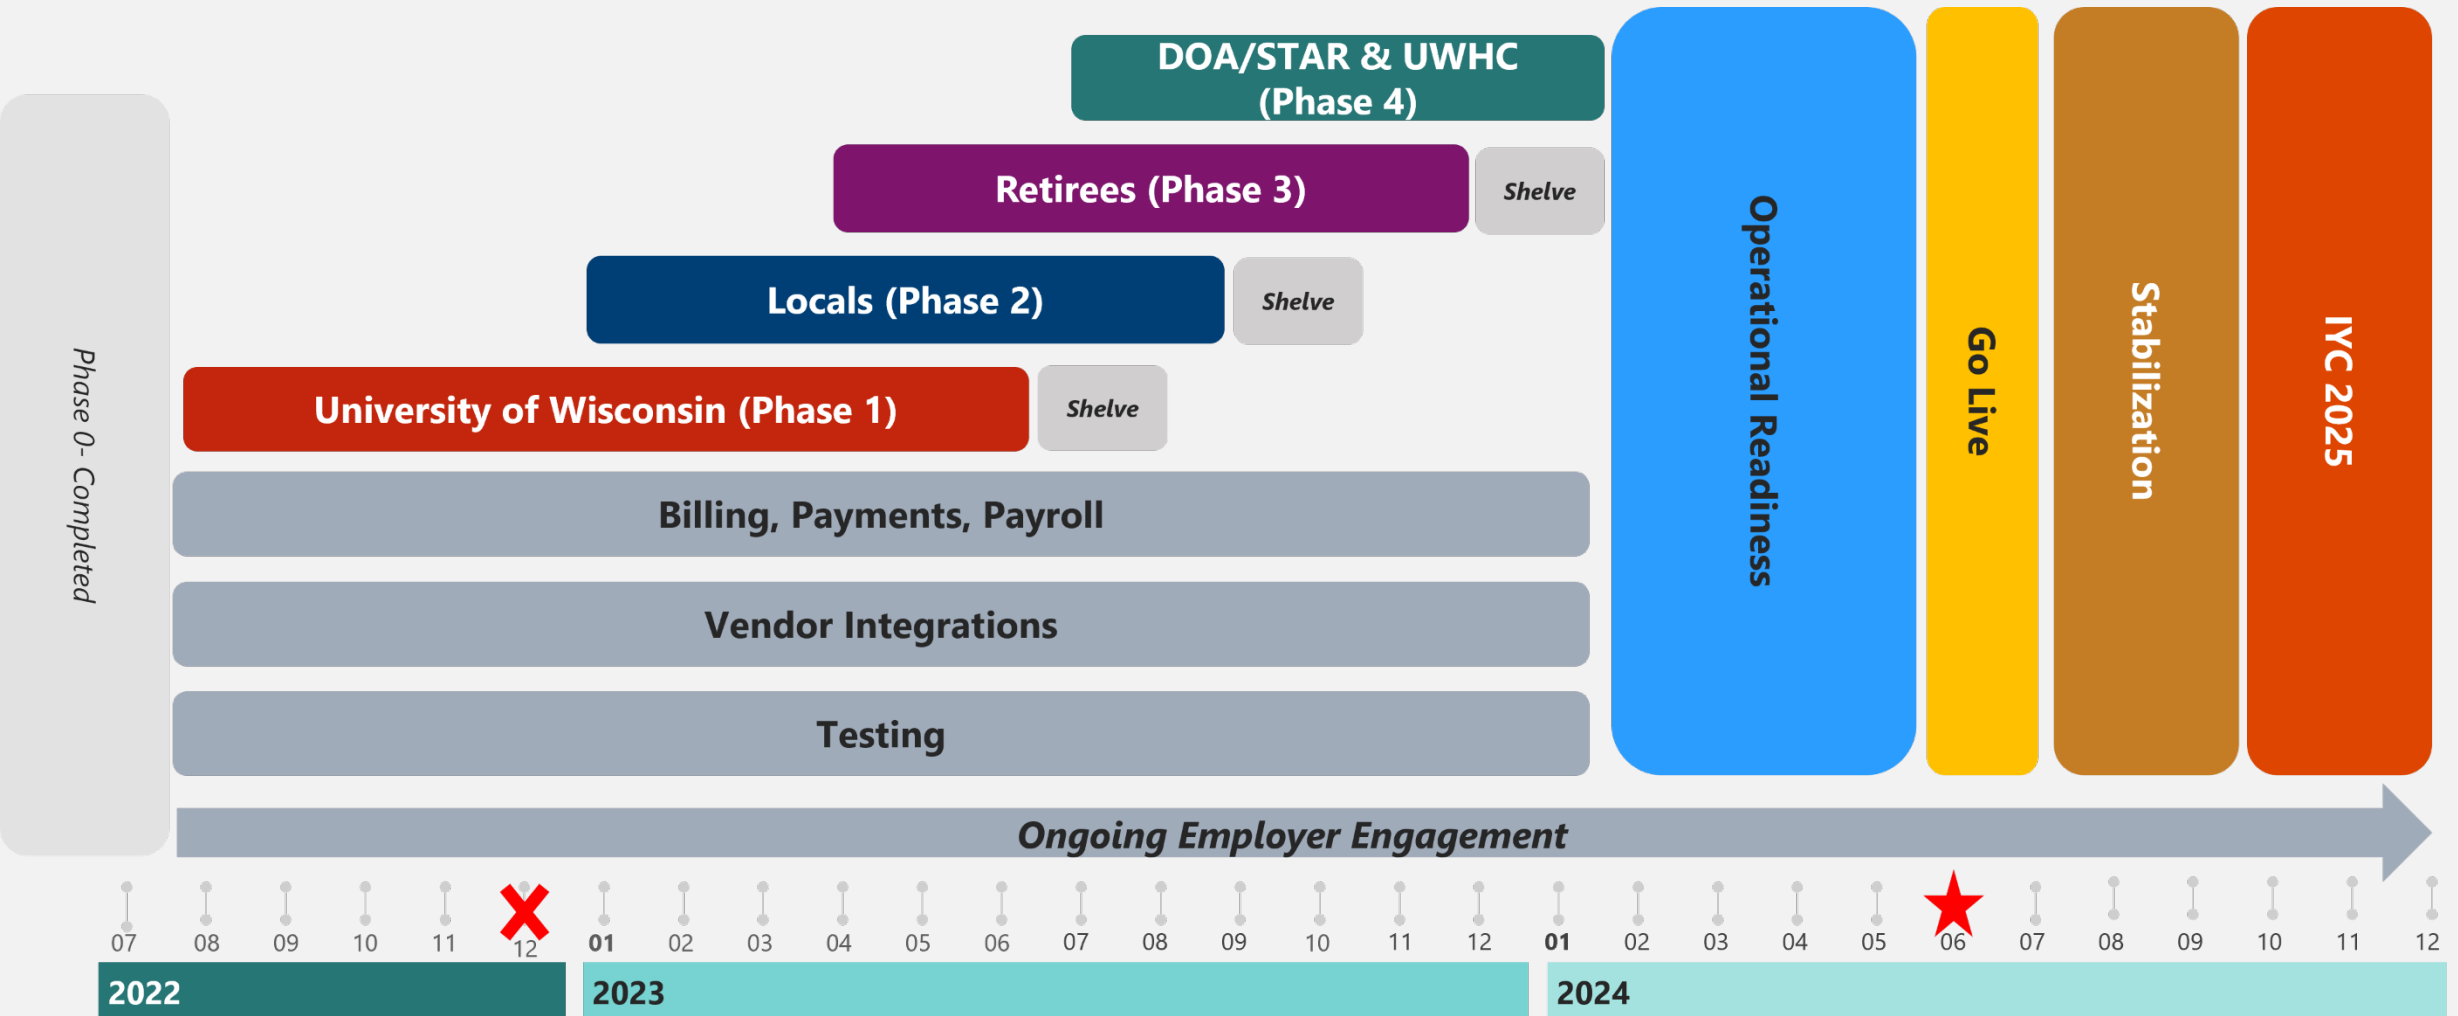 DOA/STAR & UWHC
(Phase 4)
Retirees (Phase 3)
Shelve
Locals (Phase 2)
Shelve
University of Wisconsin (Phase 1)
Shelve
Phase 0- Completed
Billing, Payments, Payroll
Vendor Integrations
Testing
Operational Readiness
Go Live
Stabilization
IYC 2025
Ongoing Employer Engagement
07 08 09 10 11 12 01 02 03 04 05 06 07 08 09 10 11 12 01 02 03 04 05 06 07 08 09 10 11 12
2022 2023 2024